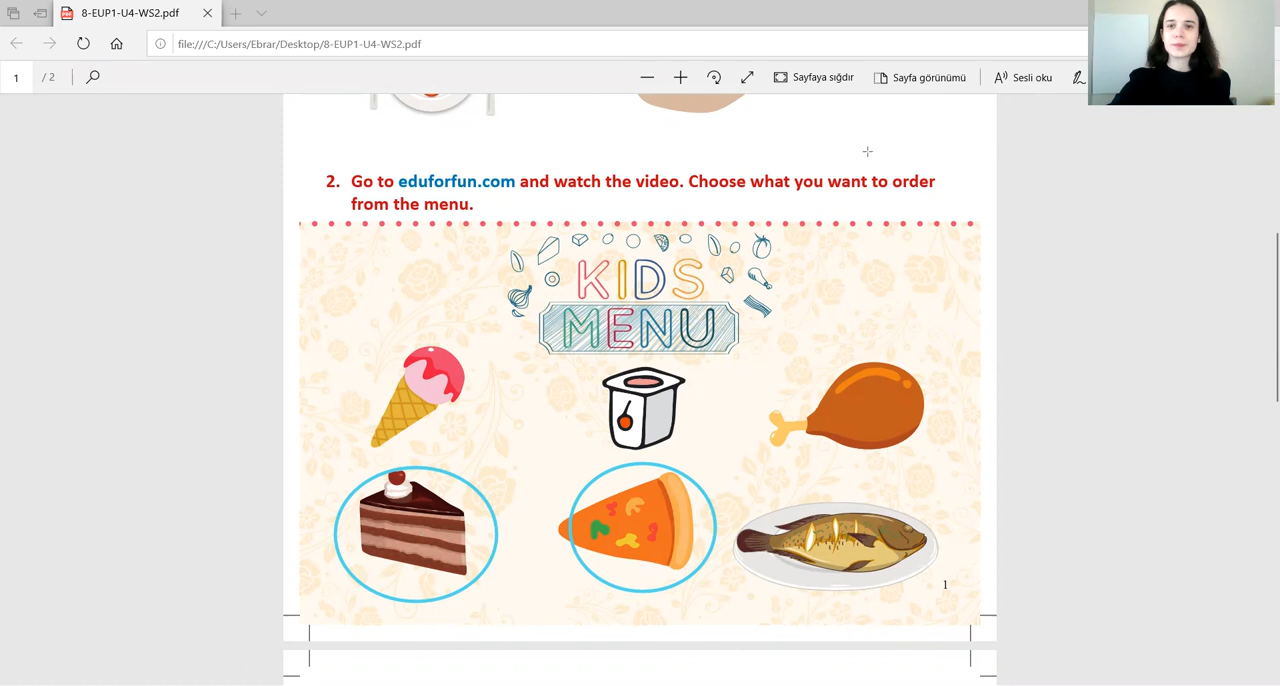 8-EUP1-U4-WS2.pdf
file:///C:/Users/Ebrar/Desktop/8-EUP1-U4-WS2.pdf
1 / 2
Sayfaya sığdır
Sayfa görünümü
Sesli oku
2. Go to eduforfun.com and watch the video. Choose what you want to order
from the menu.
KIDS
MENU
1